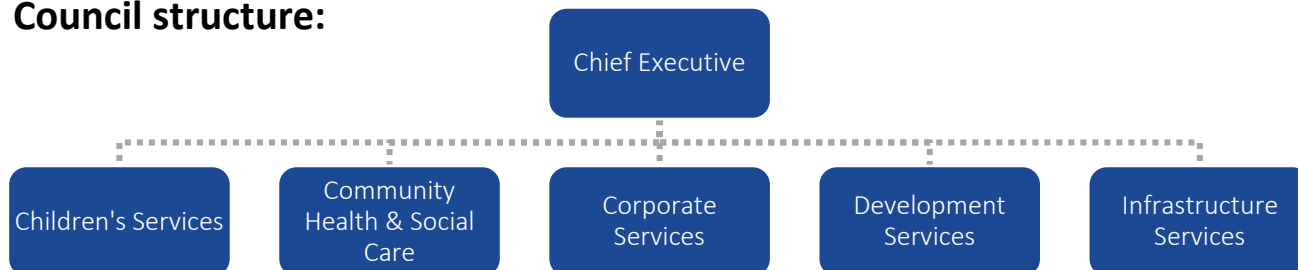 Council structure:
Chief Executive
Children's Services
Community
Health & Social
Care
Corporate
Services
Development
Services
Infrastructure
Services